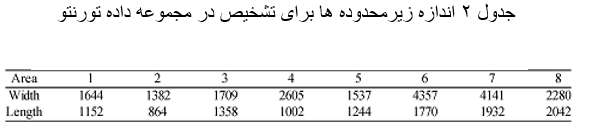 جدول ۲ اندازه زیرمحدوده ها برای تشخیص در مجموعه داده تورنتو
Area 1 2 3 4 5 6 7 8
Width 1644 1382 1709 2605 1537 4357 4141 2280
Length 1152 864 1358 1002 1244 1770 1932 2042